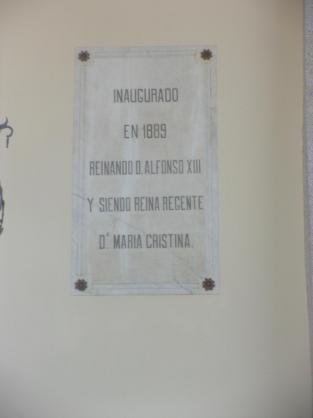 INAUGURADO
EN 1889
REINANDO D. ALFONSO XIII
Y SIENDO REINA REGENTE
Dª MARIA CRISTINA.